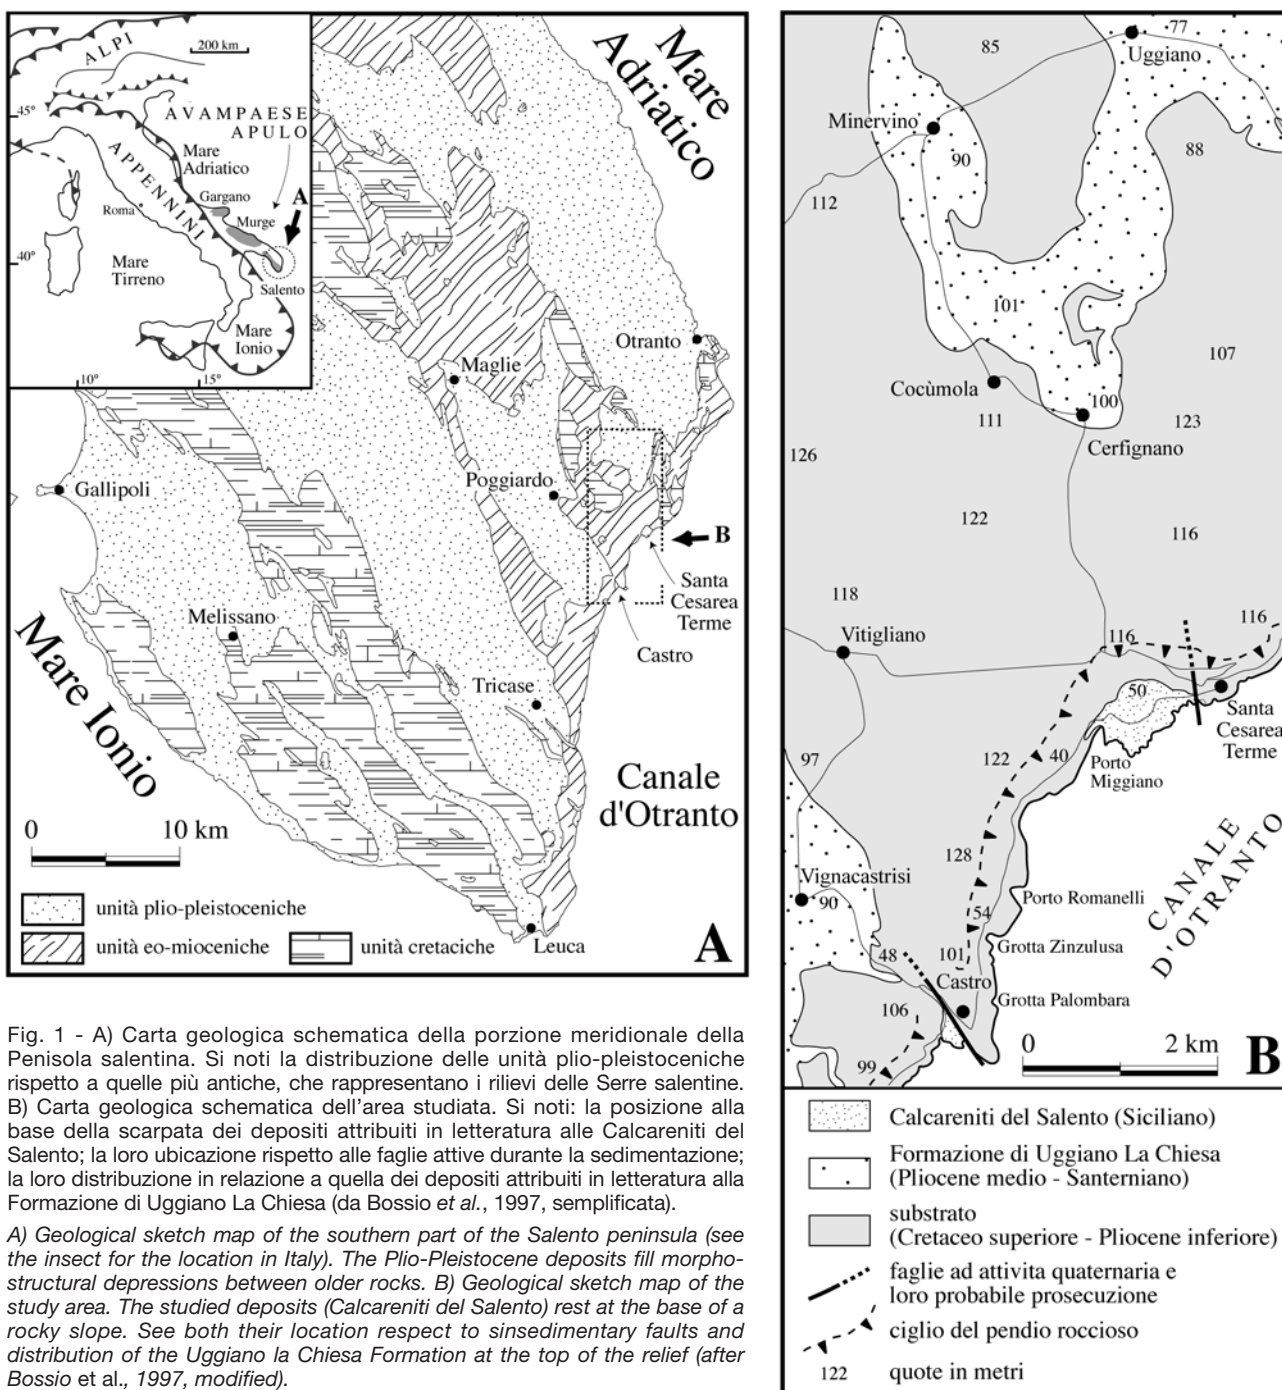 ALPI
200 km
45°
AVAMPAESE
APULO
Mare
Adriatico
APPENNINI
Gargano
A
Roma
Murge
40°
Mare
Tirreno
Salento
Mare
Ionio
10°
15°
Mare
Adriatico
Otranto
Maglie
Poggiardo
Gallipoli
B
Santa
Cesarea
Terme
Melissano
Castro
Mare Ionio
Tricase
Canale
d'Otranto
0
10 km
unità plio-pleistoceniche
unità eo-mioceniche
unità cretaciche
Leuca
A
77
85
Uggiano
Minervino
90
88
112
101
107
Cocùmola
100
111
123
Cerfignano
126
122
116
118
116
116
Vitigliano
50
Santa
Cesarea
Terme
97
122
40
Porto
Miggiano
CANALE
D'OTRANTO
128
Vignacastrisi
90
54
Porto Romanelli
48
101
Grotta Zinzulusa
Castro
Grotta Palombara
106
99
0
2 km
B
Calcareniti del Salento (Siciliano)
Formazione di Uggiano La Chiesa
(Pliocene medio - Santerniano)
substrato
(Cretaceo superiore - Pliocene inferiore)
faglie ad attivita quaternaria e
loro probabile prosecuzione
ciglio del pendio roccioso
122 quote in metri
Fig. 1 - A) Carta geologica schematica della porzione meridionale della
Penisola salentina. Si noti la distribuzione delle unità plio-pleistoceniche
rispetto a quelle più antiche, che rappresentano i rilievi delle Serre salentine.
B) Carta geologica schematica dell'area studiata. Si noti: la posizione alla
base della scarpata dei depositi attribuiti in letteratura alle Calcareniti del
Salento; la loro ubicazione rispetto alle faglie attive durante la sedimentazione;
la loro distribuzione in relazione a quella dei depositi attribuiti in letteratura alla
Formazione di Uggiano La Chiesa (da Bossio et al., 1997, semplificata).
A) Geological sketch map of the southern part of the Salento peninsula (see
the insect for the location in Italy). The Plio-Pleistocene deposits fill morpho-
structural depressions between older rocks. B) Geological sketch map of the
study area. The studied deposits (Calcareniti del Salento) rest at the base of a
rocky slope. See both their location respect to sinsedimentary faults and
distribution of the Uggiano la Chiesa Formation at the top of the relief (after
Bossio et al., 1997, modified).